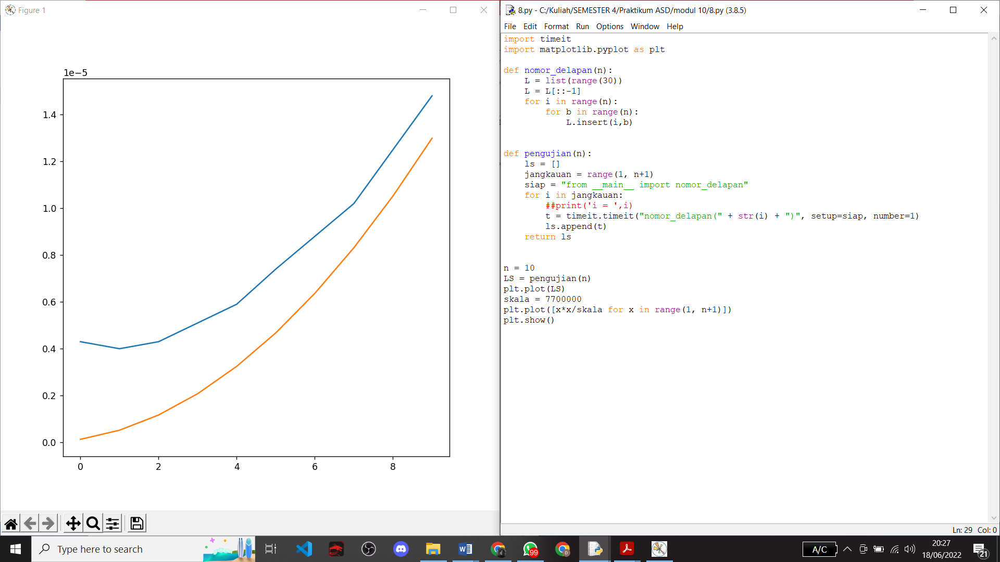 Figure 1
1e−5
1.4
1.2
1.0
0.8
0.6
0.4
0.2
0.0
0 2 4 6 8
8.py - C:/Kuliah/SEMESTER 4/Praktikum ASD/modul 10/8.py (3.8.5)
File Edit Format Run Options Window Help
import timeit
import matplotlib.pyplot as plt
def nomor_delapan(n):
    L = list(range(30))
    L = L[::-1]
    for i in range(n):
        for b in range(n):
            L.insert(i,b)
def pengujian(n):
    ls = []
    jangkauan = range(1, n+1)
    siap = "from __main__ import nomor_delapan"
    for i in jangkauan:
        ##print('i = ',i)
        t = timeit.timeit("nomor_delapan(" + str(i) + ")", setup=siap, number=1)
        ls.append(t)
    return ls
n = 10
LS = pengujian(n)
plt.plot(LS)
skala = 7700000
plt.plot([x*x/skala for x in range(1, n+1)])
plt.show()
Ln: 29 Col: 0
Type here to search
W
99
D
A/C
20:27
18/06/2022
21